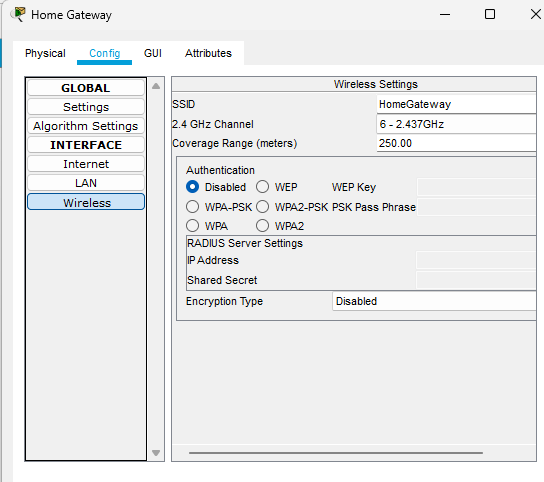 Home Gateway
Physical Config GUI Attributes
GLOBAL
Settings
Algorithm Settings
INTERFACE
Internet
LAN
Wireless
Wireless Settings
SSID HomeGateway
2.4 GHz Channel 6 - 2.437GHz
Coverage Range (meters) 250.00
Authentication
Disabled WEP WEP Key
WPA-PSK WPA2-PSK PSK Pass Phrase
WPA WPA2
RADIUS Server Settings
IP Address
Shared Secret
Encryption Type Disabled